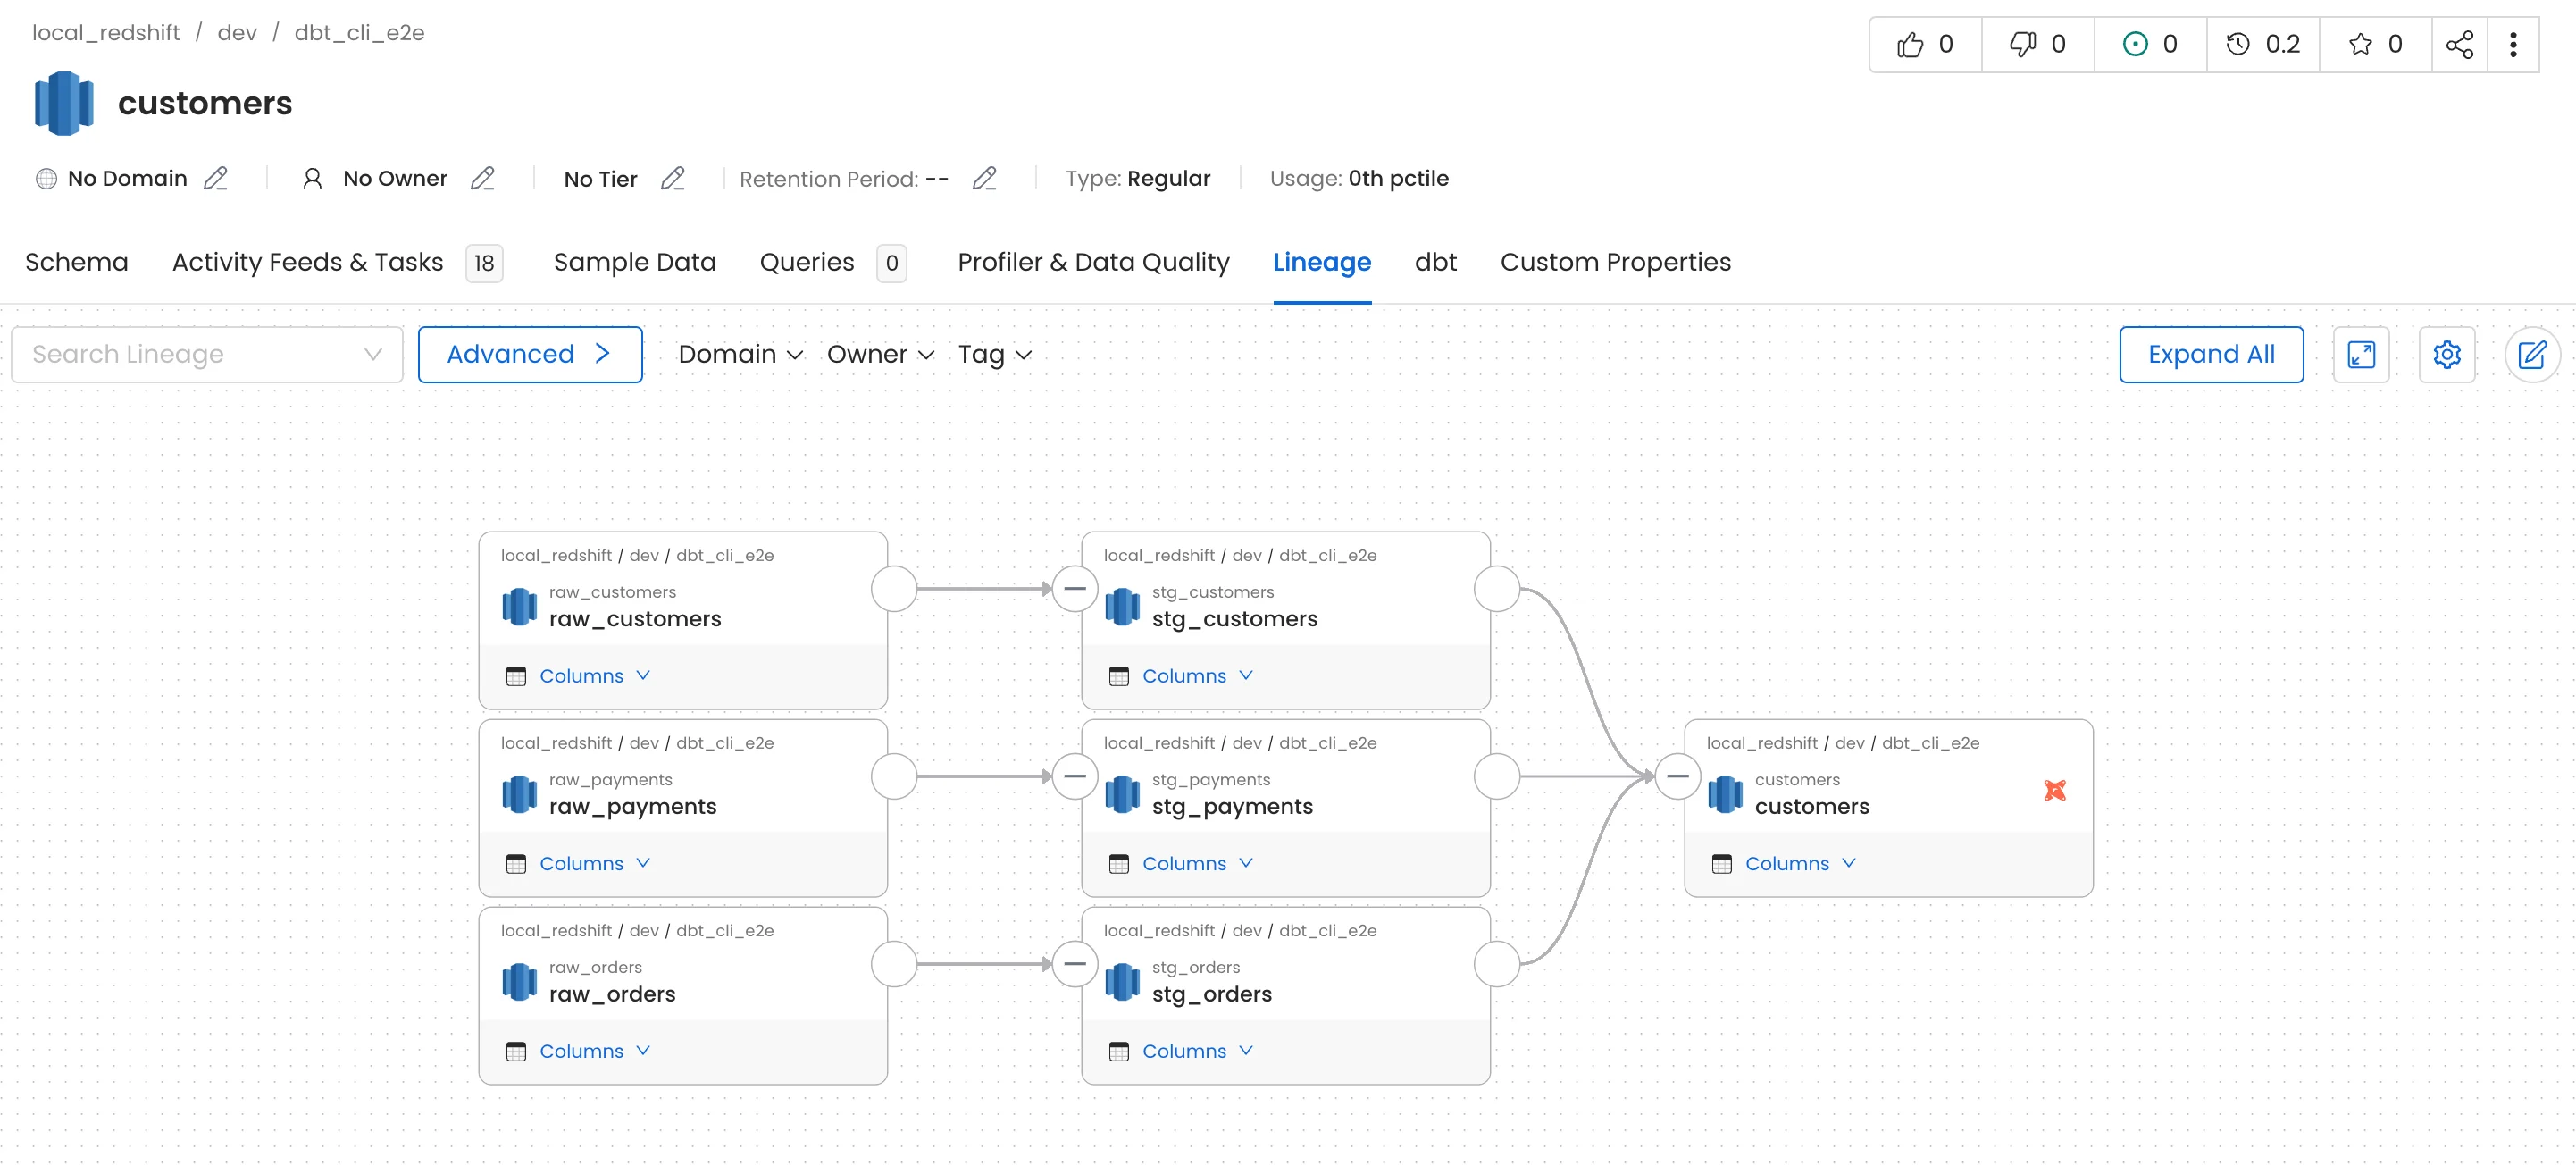 local_redshift / dev / dbt_cli_e2e
0 0 0 0.2 0
customers
No Domain No Owner No Tier Retention Period: -- Type: Regular Usage: 0th pctile
Schema Activity Feeds & Tasks 18 Sample Data Queries 0 Profiler & Data Quality Lineage dbt Custom Properties
Search Lineage Advanced Domain Owner Tag Expand All
local_redshift / dev / dbt_cli_e2e
raw_customers
raw_customers
Columns
local_redshift / dev / dbt_cli_e2e
stg_customers
stg_customers
Columns
local_redshift / dev / dbt_cli_e2e
raw_payments
raw_payments
Columns
local_redshift / dev / dbt_cli_e2e
stg_payments
stg_payments
Columns
local_redshift / dev / dbt_cli_e2e
customers
customers
Columns
local_redshift / dev / dbt_cli_e2e
raw_orders
raw_orders
Columns
local_redshift / dev / dbt_cli_e2e
stg_orders
stg_orders
Columns